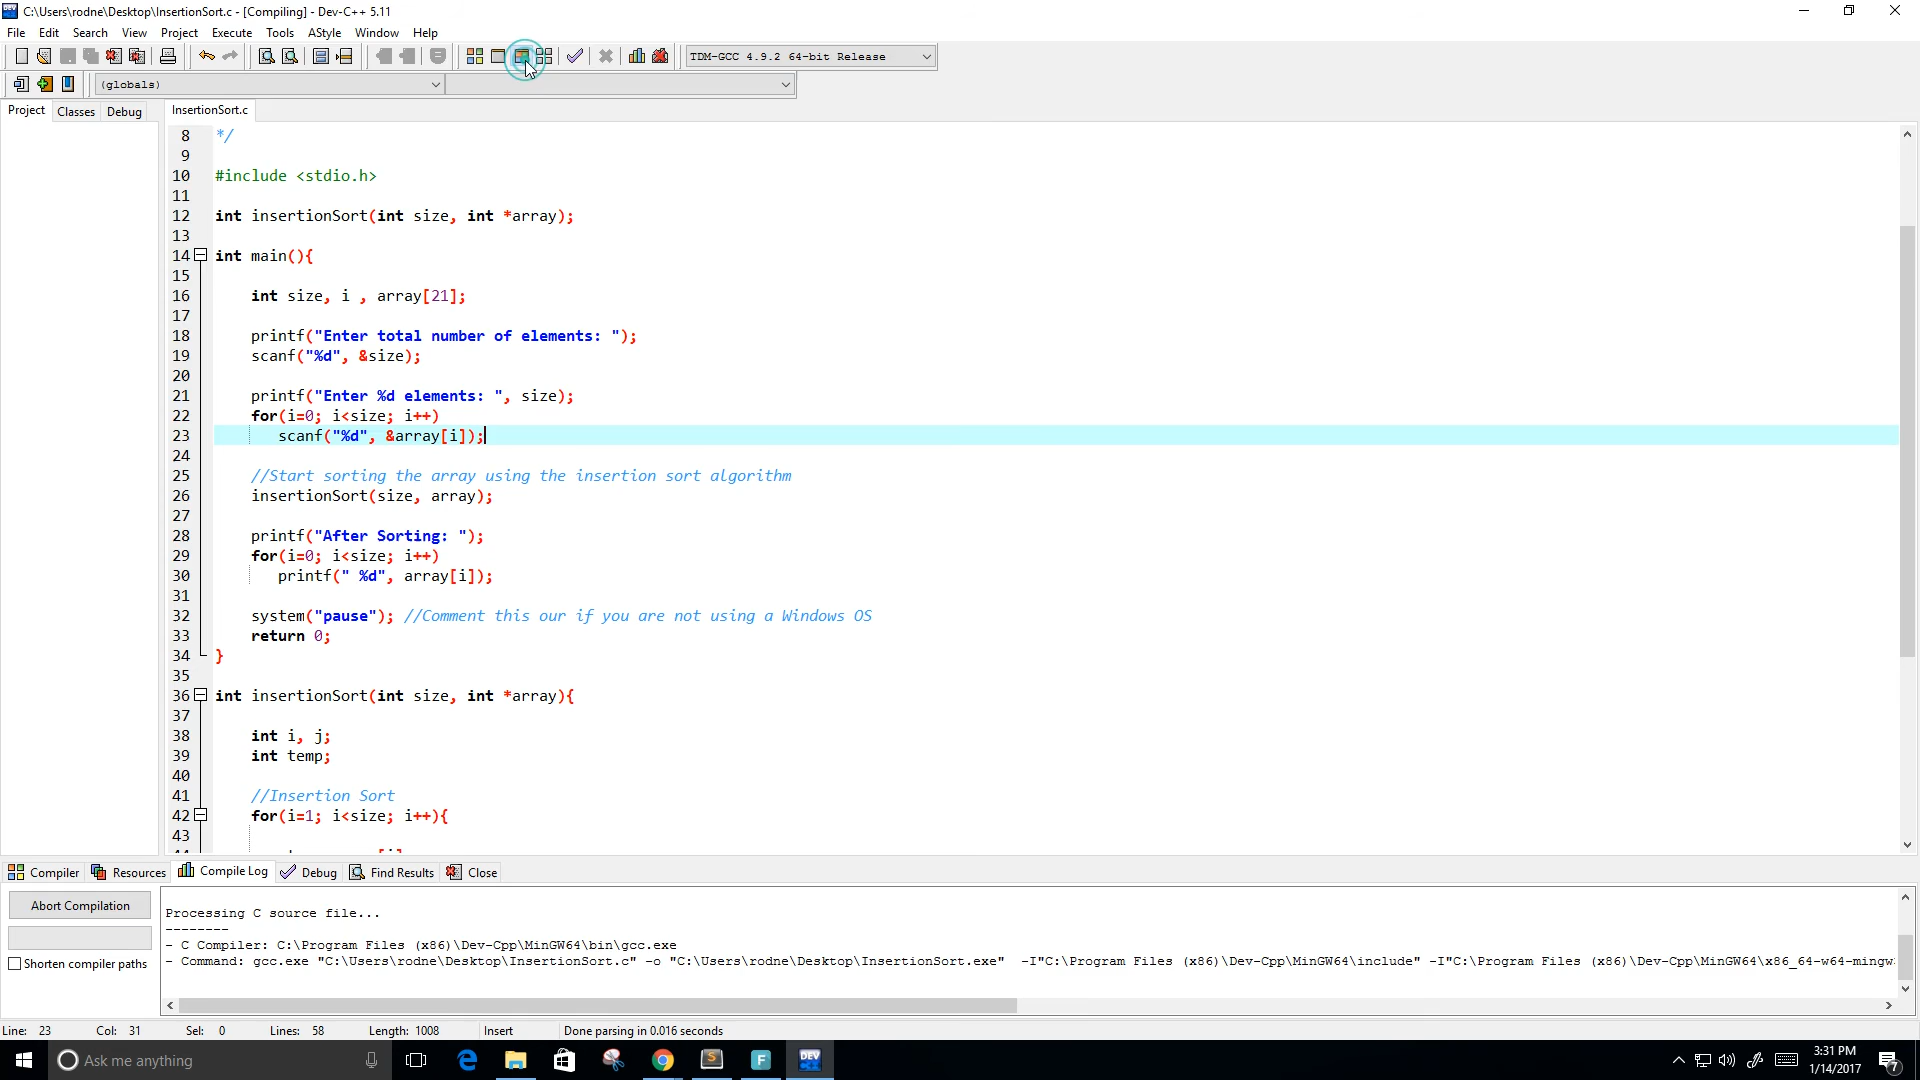 C:\Users\rodne\Desktop\InsertionSort.c - [Compiling] - Dev-C++ 5.11
File Edit Search View Project Execute Tools AStyle Window Help
TDM-GCC 4.9.2 64-bit Release
(globals)
Project Classes Debug InsertionSort.c
8 */
9
10 #include <stdio.h>
11
12 int insertionSort(int size, int *array);
13
14 int main(){
15
16 int size, i , array[21];
17
18 printf("Enter total number of elements: ");
19 scanf("%d", &size);
20
21 printf("Enter %d elements: ", size);
22 for(i=0; i<size; i++)
23 scanf("%d", &array[i]);
24
25 //Start sorting the array using the insertion sort algorithm
26 insertionSort(size, array);
27
28 printf("After Sorting: ");
29 for(i=0; i<size; i++)
30 printf(" %d", array[i]);
31
32 system("pause"); //Comment this our if you are not using a Windows OS
33 return 0;
34 }
35
36 int insertionSort(int size, int *array){
37
38 int i, j;
39 int temp;
40
41 //Insertion Sort
42 for(i=1; i<size; i++){
43
Compiler Resources Compile Log Debug Find Results Close
Abort Compilation
Shorten compiler paths
Processing C source file...
--------
- C Compiler: C:\Program Files (x86)\Dev-Cpp\MinGW64\bin\gcc.exe
- Command: gcc.exe "C:\Users\rodne\Desktop\InsertionSort.c" -o "C:\Users\rodne\Desktop\InsertionSort.exe" -I"C:\Program Files (x86)\Dev-Cpp\MinGW64\include" -I"C:\Program Files (x86)\Dev-Cpp\MinGW64\x86_64-w64-mingw
Line: 23 Col: 31 Sel: 0 Lines: 58 Length: 1008 Insert Done parsing in 0.016 seconds
Ask me anything
DEV
3:31 PM
1/14/2017
7